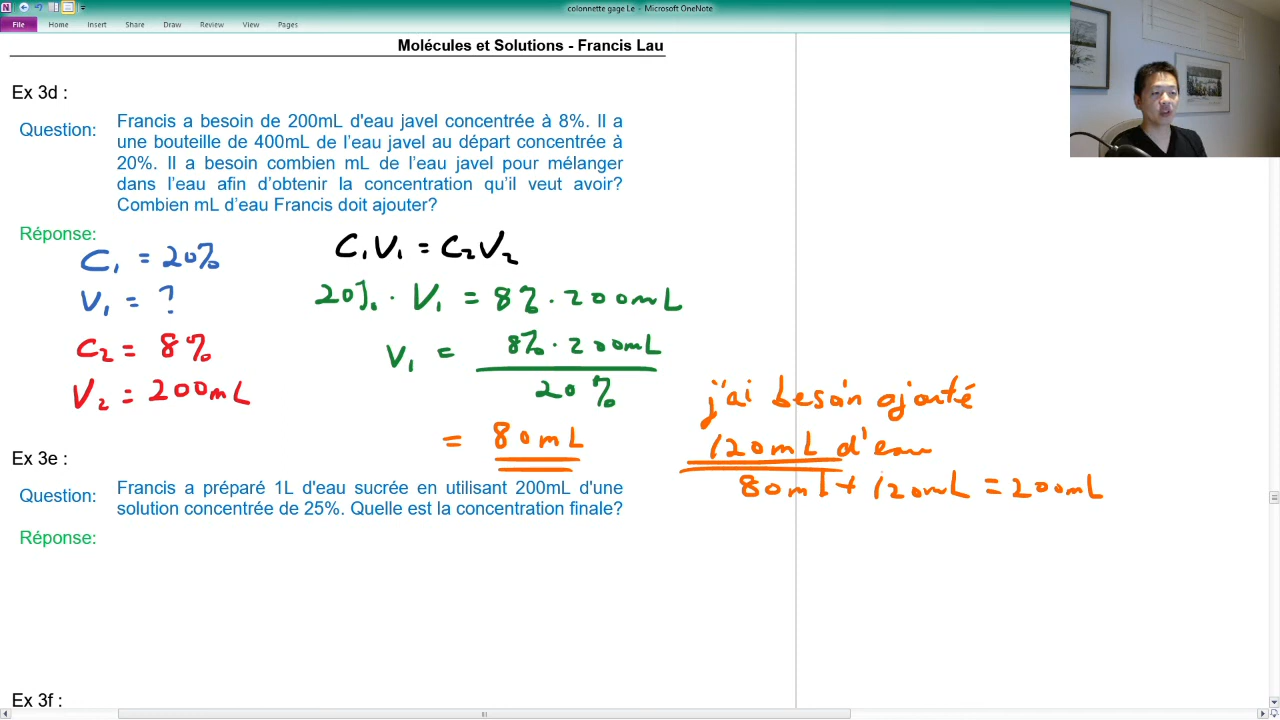 colonnette gage Le - Microsoft OneNote
File Home Insert Share Draw Review View Pages
Molécules et Solutions - Francis Lau
Ex 3d :
Question: Francis a besoin de 200mL d'eau javel concentrée à 8%. Il a
une bouteille de 400mL de l'eau javel au départ concentrée à
20%. Il a besoin combien mL de l'eau javel pour mélanger
dans l'eau afin d'obtenir la concentration qu'il veut avoir?
Combien mL d'eau Francis doit ajouter?
Réponse:
C₁ = 20%
V₁ = ?
C₂ = 8%
V₂ = 200mL
C₁V₁ = C₂V₂
20% · V₁ = 8% · 200mL
V₁ = 8% · 200mL
20%
= 80mL
j'ai besoin ajouté
120mL d'eau
80mL + 120mL = 200mL
Ex 3e :
Question: Francis a préparé 1L d'eau sucrée en utilisant 200mL d'une
solution concentrée de 25%. Quelle est la concentration finale?
Réponse:
Ex 3f :